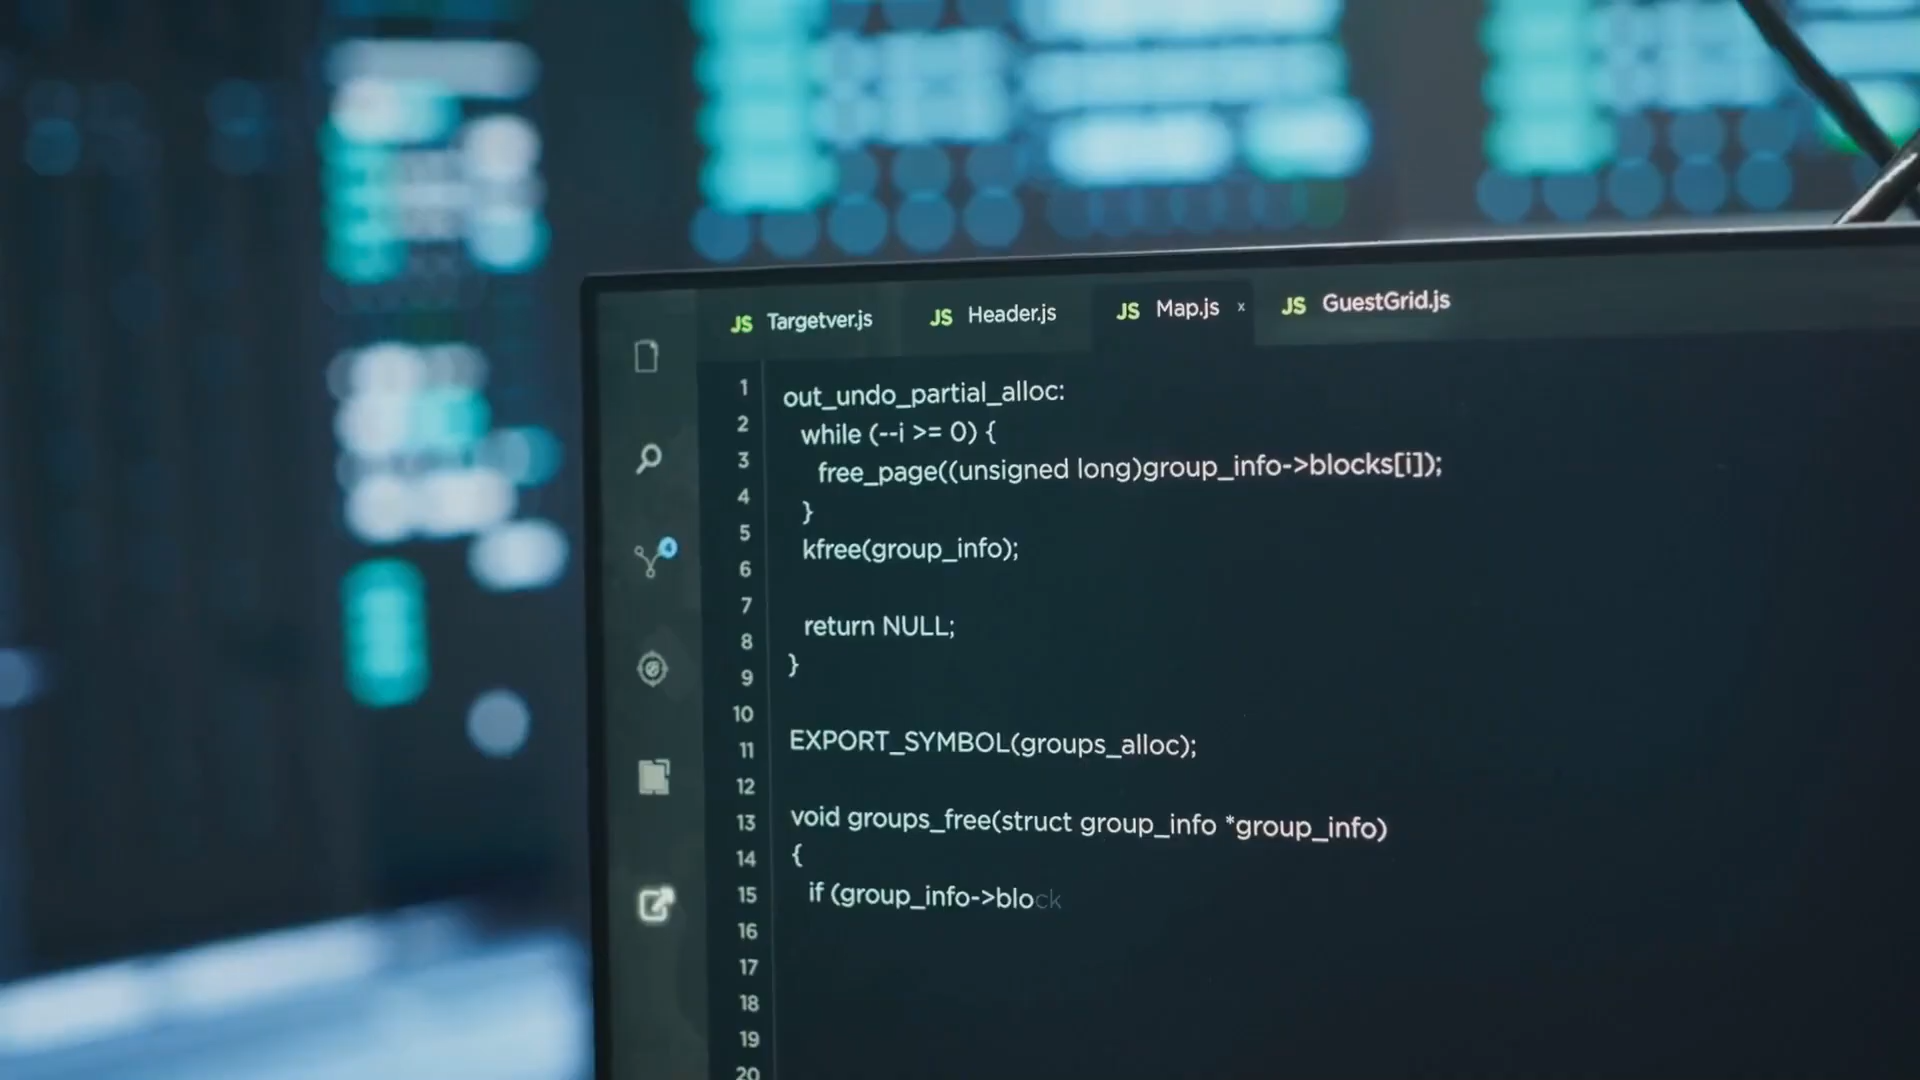 JS Targetver.js JS Header.js JS Map.js x JS GuestGrid.js
4
1 out_undo_partial_alloc:
2 while (--i >= 0) {
3 free_page((unsigned long)group_info->blocks[i]);
4 }
5 kfree(group_info);
6
7 return NULL;
8 }
9
10
11 EXPORT_SYMBOL(groups_alloc);
12
13 void groups_free(struct group_info *group_info)
14 {
15 if (group_info->block
16
17
18
19
20